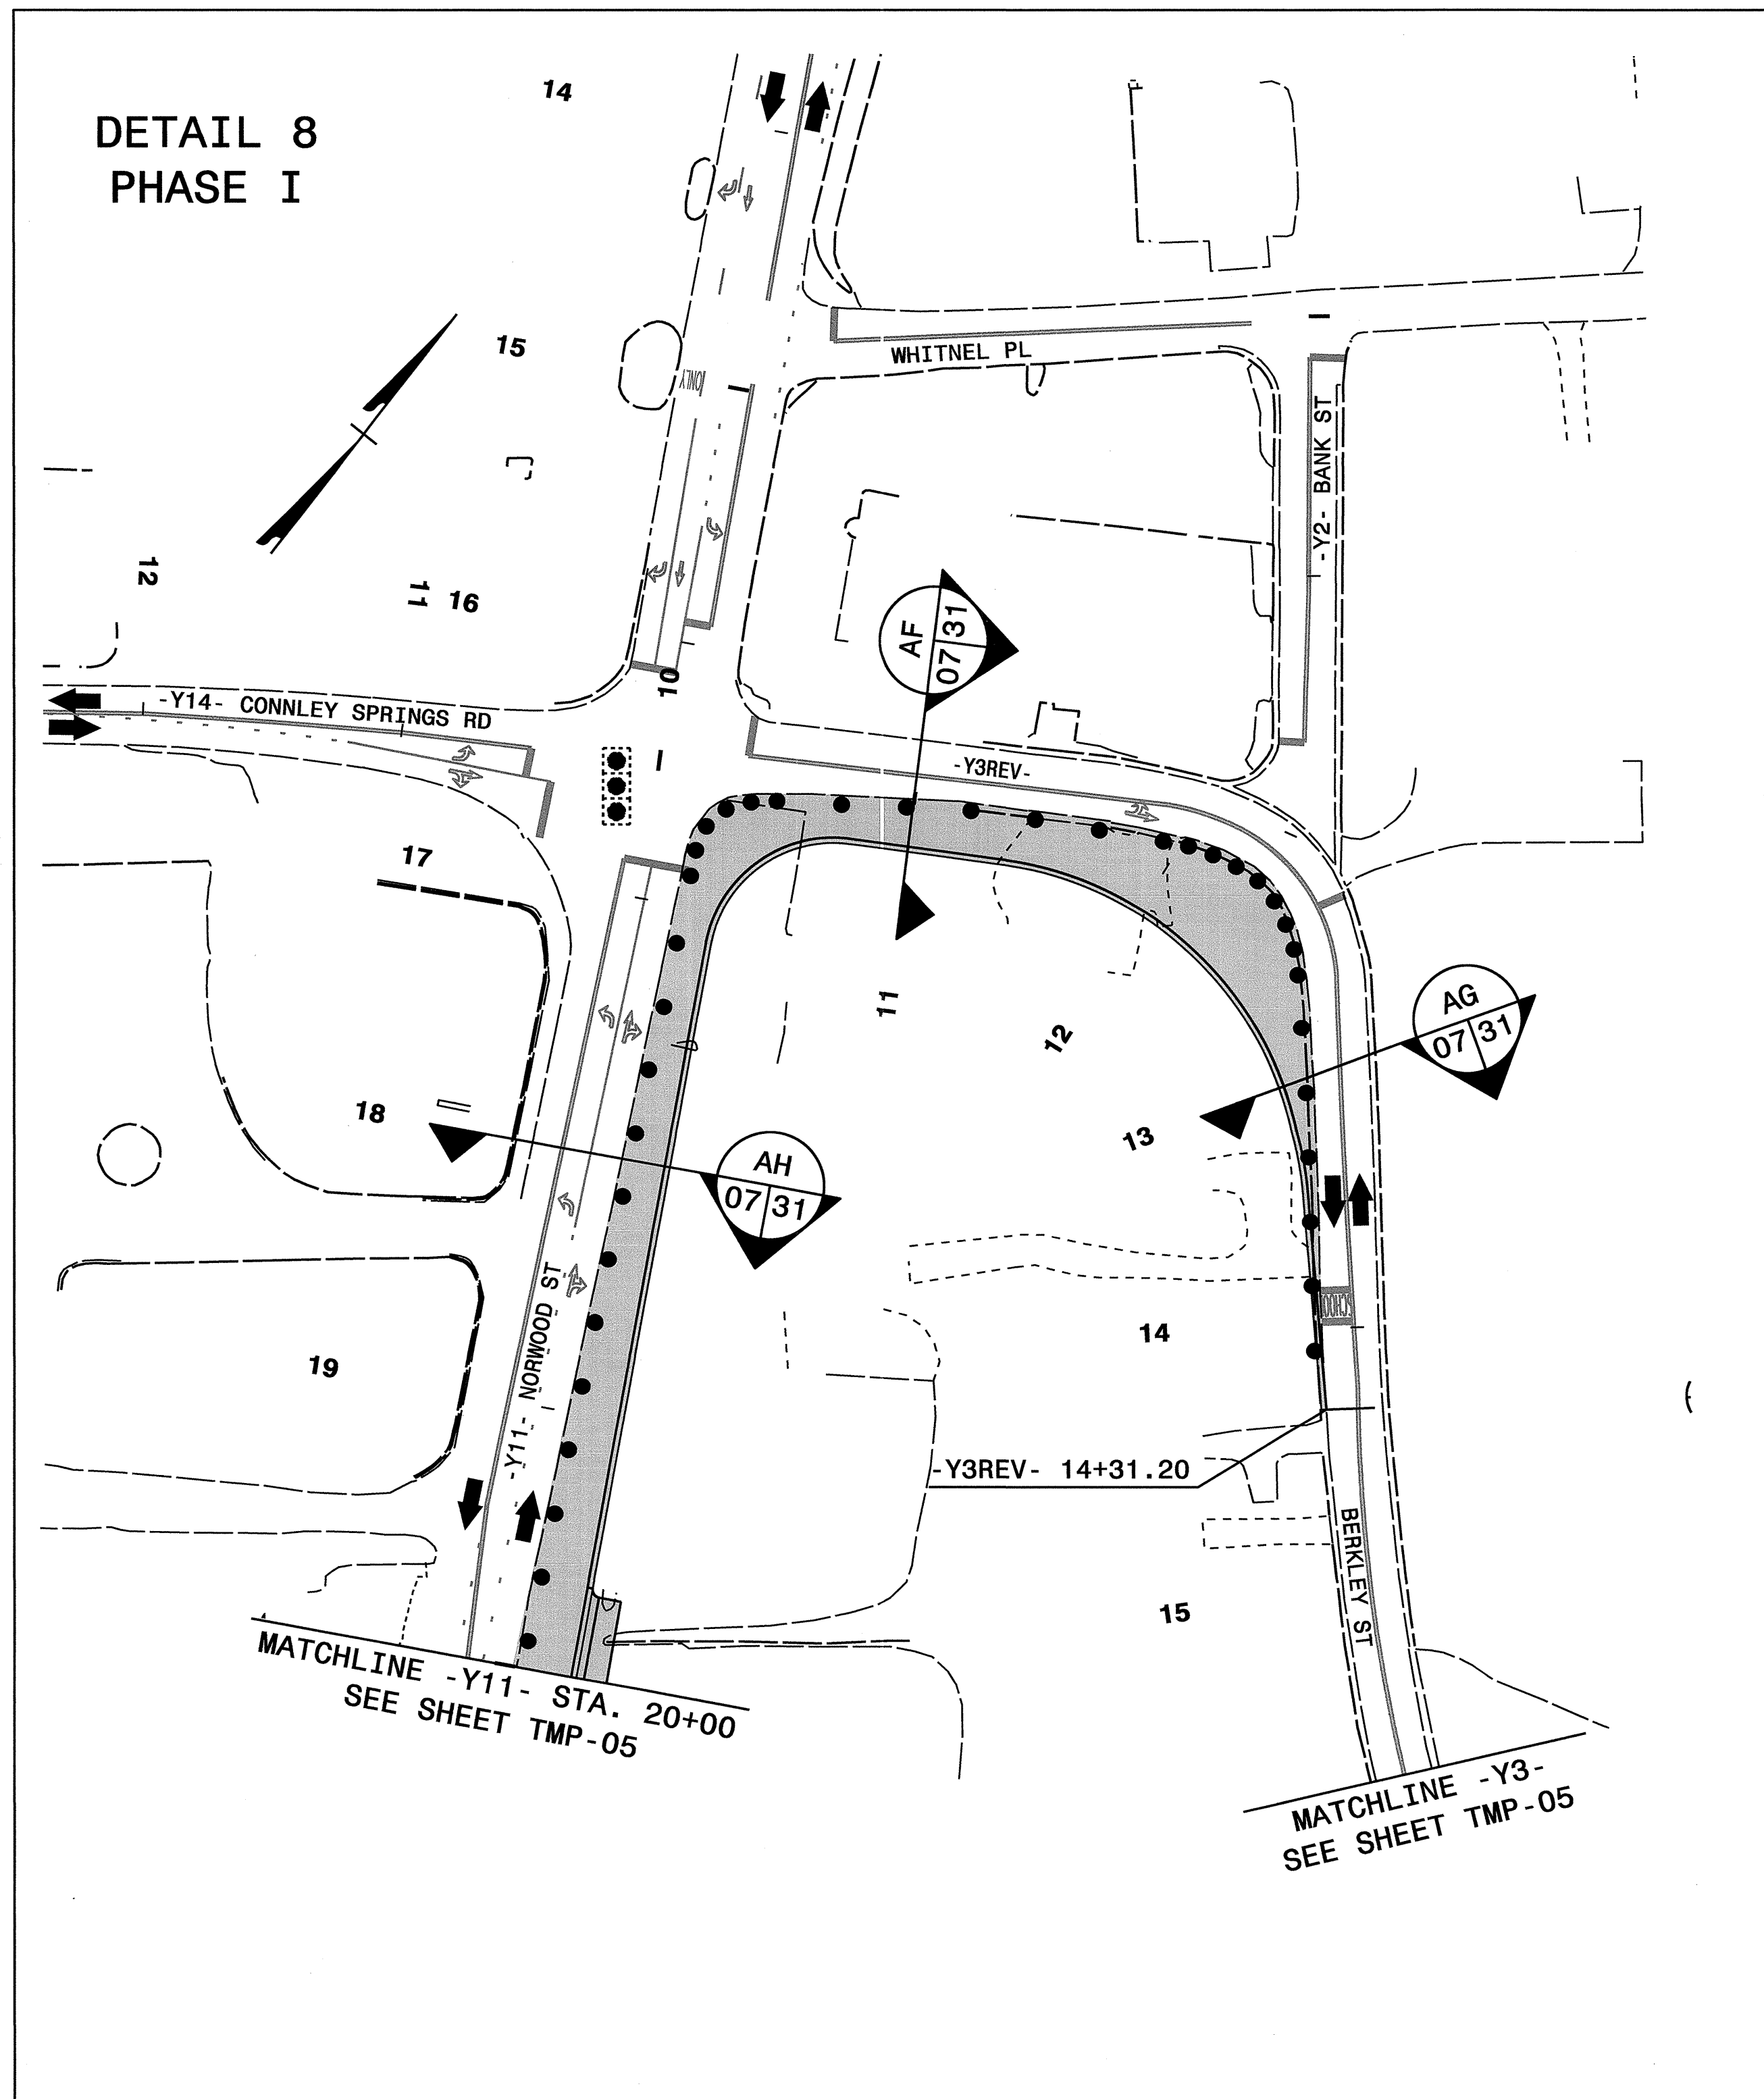 DETAIL 8
PHASE I
14
15
ONLY
WHITNEL PL
-Y2- BANK ST
12
11
16
10
AF
07
31
-Y14- CONNLEY SPRINGS RD
-Y3REV-
17
11
12
AG
07
31
13
18
AH
07
31
SCHOOL
14
19
-Y11- NORWOOD ST
-Y3REV- 14+31.20
BERKLEY ST
15
MATCHLINE -Y11- STA. 20+00
SEE SHEET TMP-05
MATCHLINE -Y3-
SEE SHEET TMP-05